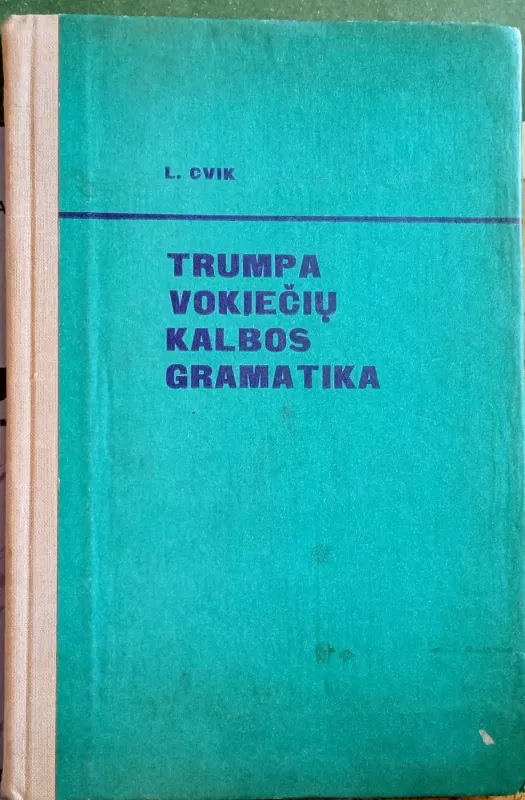 L. CVIK
TRUMPA
VOKIEČIŲ
KALBOS
GRAMATIKA